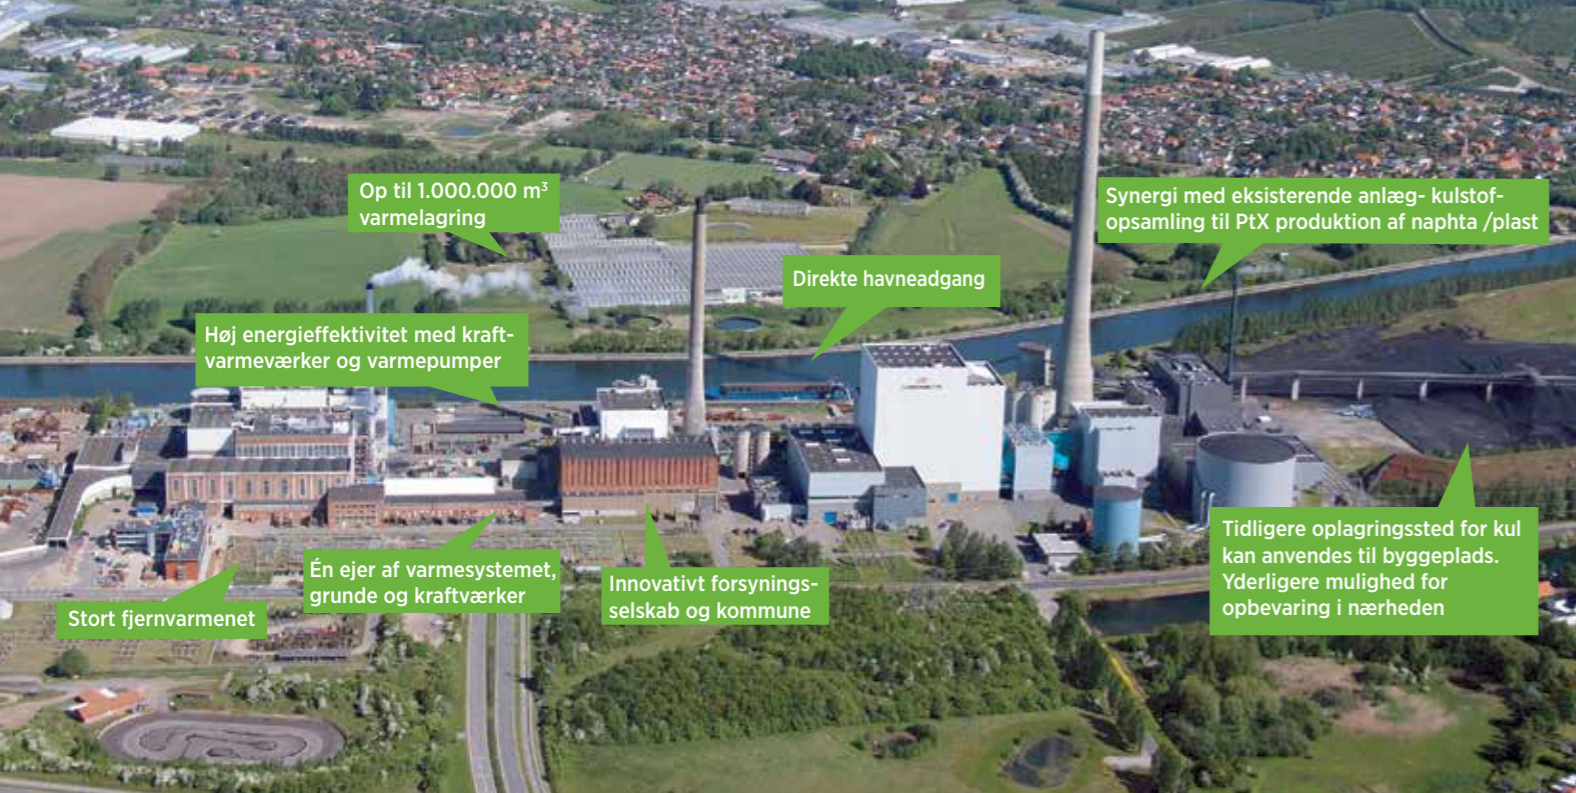 Op til 1.000.000 m³
varmelagring
Synergi med eksisterende anlæg- kulstof-
opsamling til PtX produktion af naphta /plast
Direkte havneadgang
Høj energieffektivitet med kraft-
varmeværker og varmepumper
Én ejer af varmesystemet,
grunde og kraftværker
Innovativt forsynings-
selskab og kommune
Stort fjernvarmenet
Tidligere oplagringssted for kul
kan anvendes til byggeplads.
Yderligere mulighed for
opbevaring i nærheden